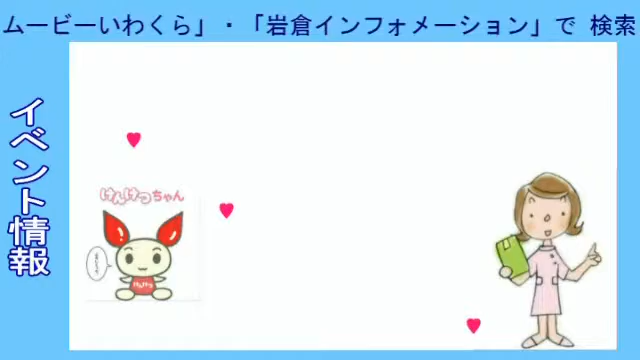 ムービーいわくら」・「岩倉インフォメーション」で 検索
イベント情報
けんけつちゃん